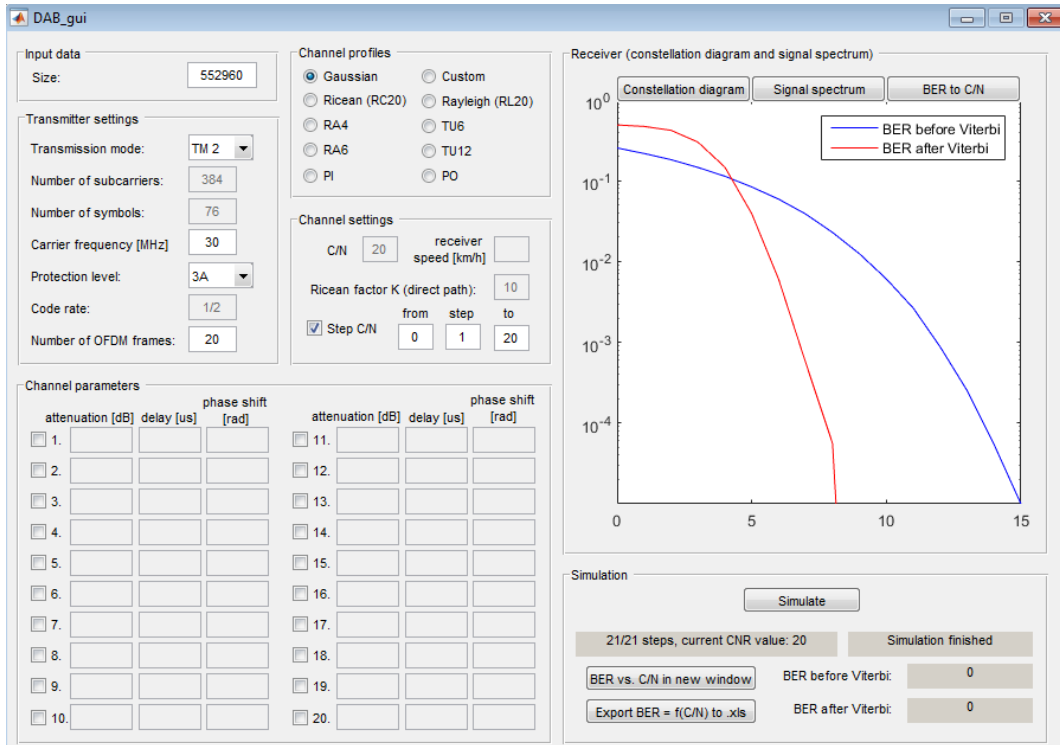 DAB_gui
Input data
Size:
552960
Transmitter settings
Transmission mode:
TM 2
Number of subcarriers:
384
Number of symbols:
76
Carrier frequency [MHz]
30
Protection level:
3A
Code rate:
1/2
Number of OFDM frames:
20
Channel profiles
Gaussian
Custom
Ricean (RC20)
Rayleigh (RL20)
RA4
TU6
RA6
TU12
PI
PO
Channel settings
C/N
20
receiver
speed [km/h]
Ricean factor K (direct path):
10
Step C/N
from
step
to
0
1
20
Channel parameters
attenuation [dB]
delay [us]
phase shift
[rad]
1.
2.
3.
4.
5.
6.
7.
8.
9.
10.
attenuation [dB]
delay [us]
phase shift
[rad]
11.
12.
13.
14.
15.
16.
17.
18.
19.
20.
Receiver (constellation diagram and signal spectrum)
Constellation diagram
Signal spectrum
BER to C/N
BER before Viterbi
BER after Viterbi
10^0
10^-1
10^-2
10^-3
10^-4
0
5
10
15
Simulation
Simulate
21/21 steps, current CNR value: 20
Simulation finished
BER vs. C/N in new window
BER before Viterbi:
0
Export BER = f(C/N) to .xls
BER after Viterbi:
0